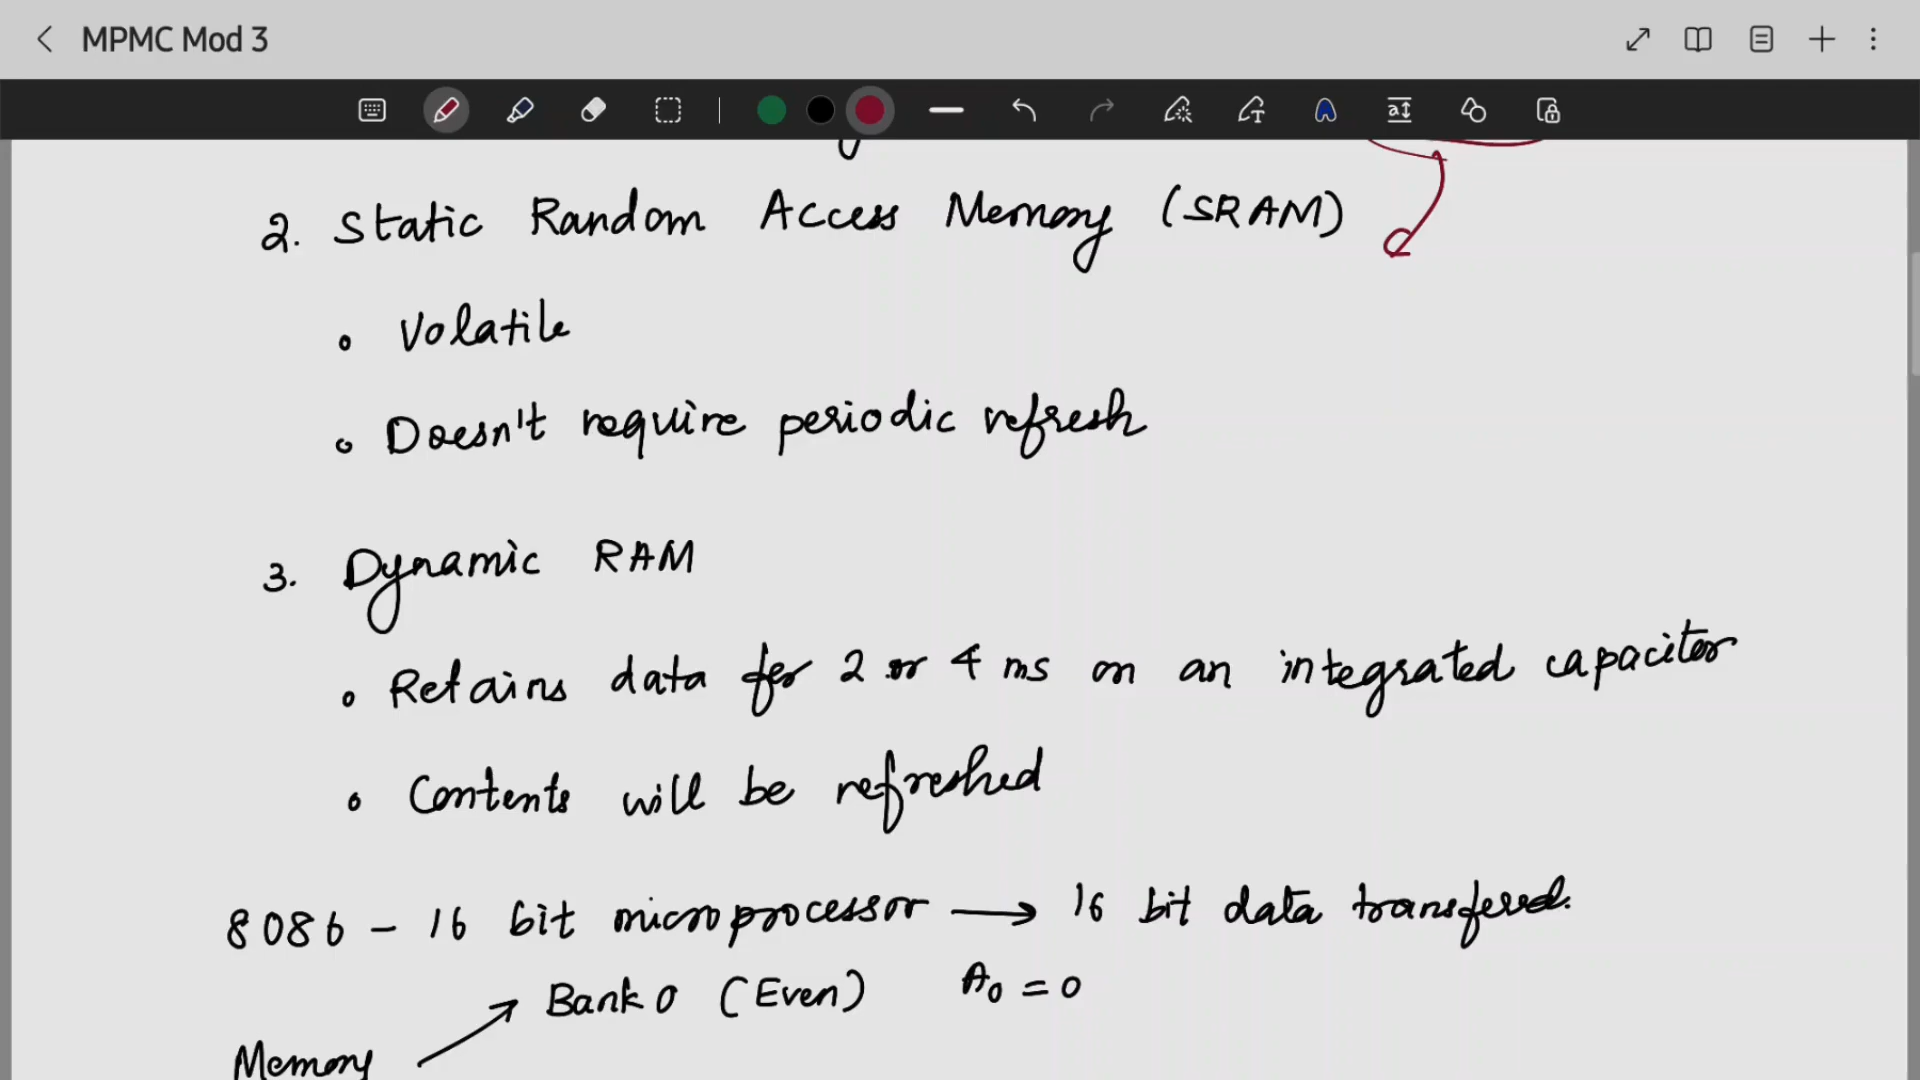 MPMC Mod 3
2. Static Random Access Memory (SRAM)
• Volatile
• Doesn't require periodic refresh
3. Dynamic RAM
• Retains data for 2 or 4 ms on an integrated capacitor
• Contents will be refreshed
8086 - 16 bit microprocessor → 16 bit data transfered.
Bank 0 (Even) A0 = 0
Memory